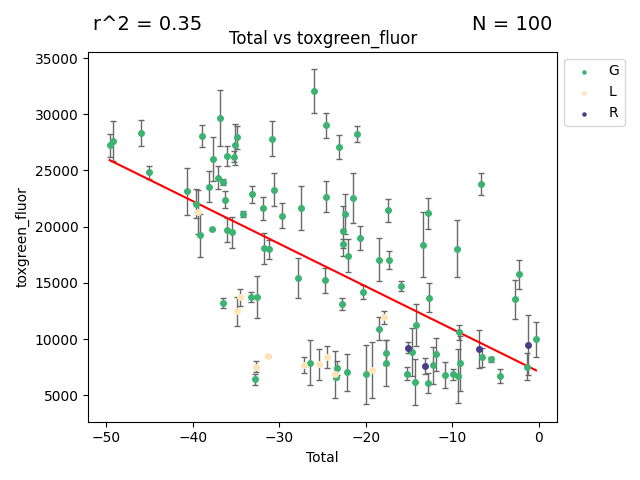 r^2 = 0.35 N = 100
Total vs toxgreen_fluor
35000
30000
25000
20000
15000
10000
5000
toxgreen_fluor
−50 −40 −30 −20 −10 0
Total
G
L
R